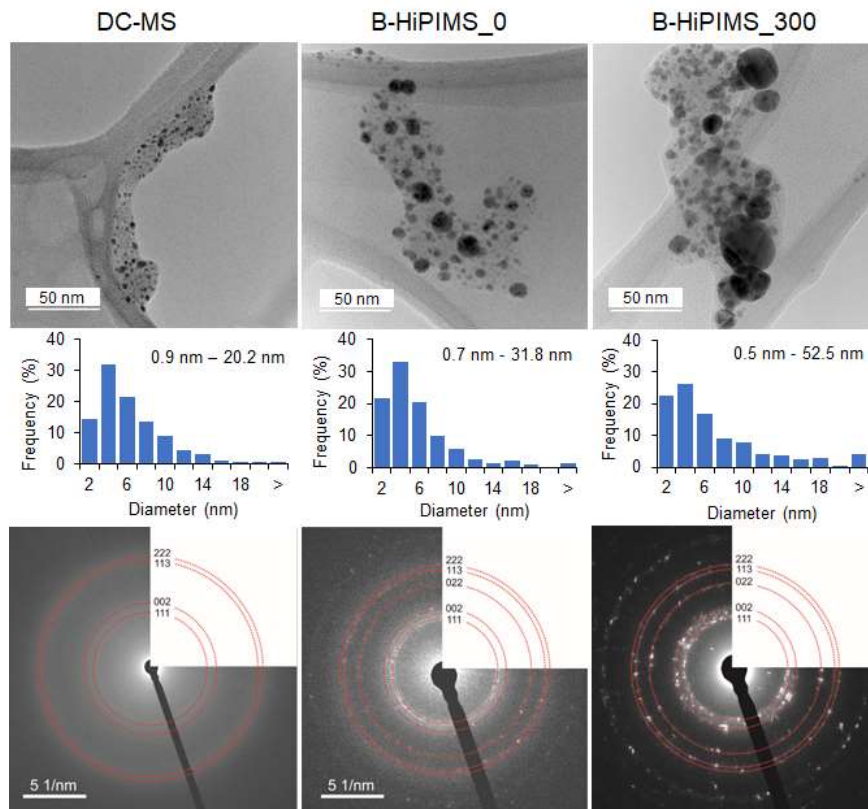 DC-MS
B-HiPIMS_0
B-HiPIMS_300
50 nm
50 nm
50 nm
40
30
20
10
0
Frequency (%)
0.9 nm – 20.2 nm
2 6 10 14 18 >
Diameter (nm)
40
30
20
10
0
Frequency (%)
0.7 nm - 31.8 nm
2 6 10 14 18 >
Diameter (nm)
40
30
20
10
0
Frequency (%)
0.5 nm - 52.5 nm
2 6 10 14 18 >
Diameter (nm)
222
113
002
111
5 1/nm
222
113
022
002
111
5 1/nm
222
113
022
002
111